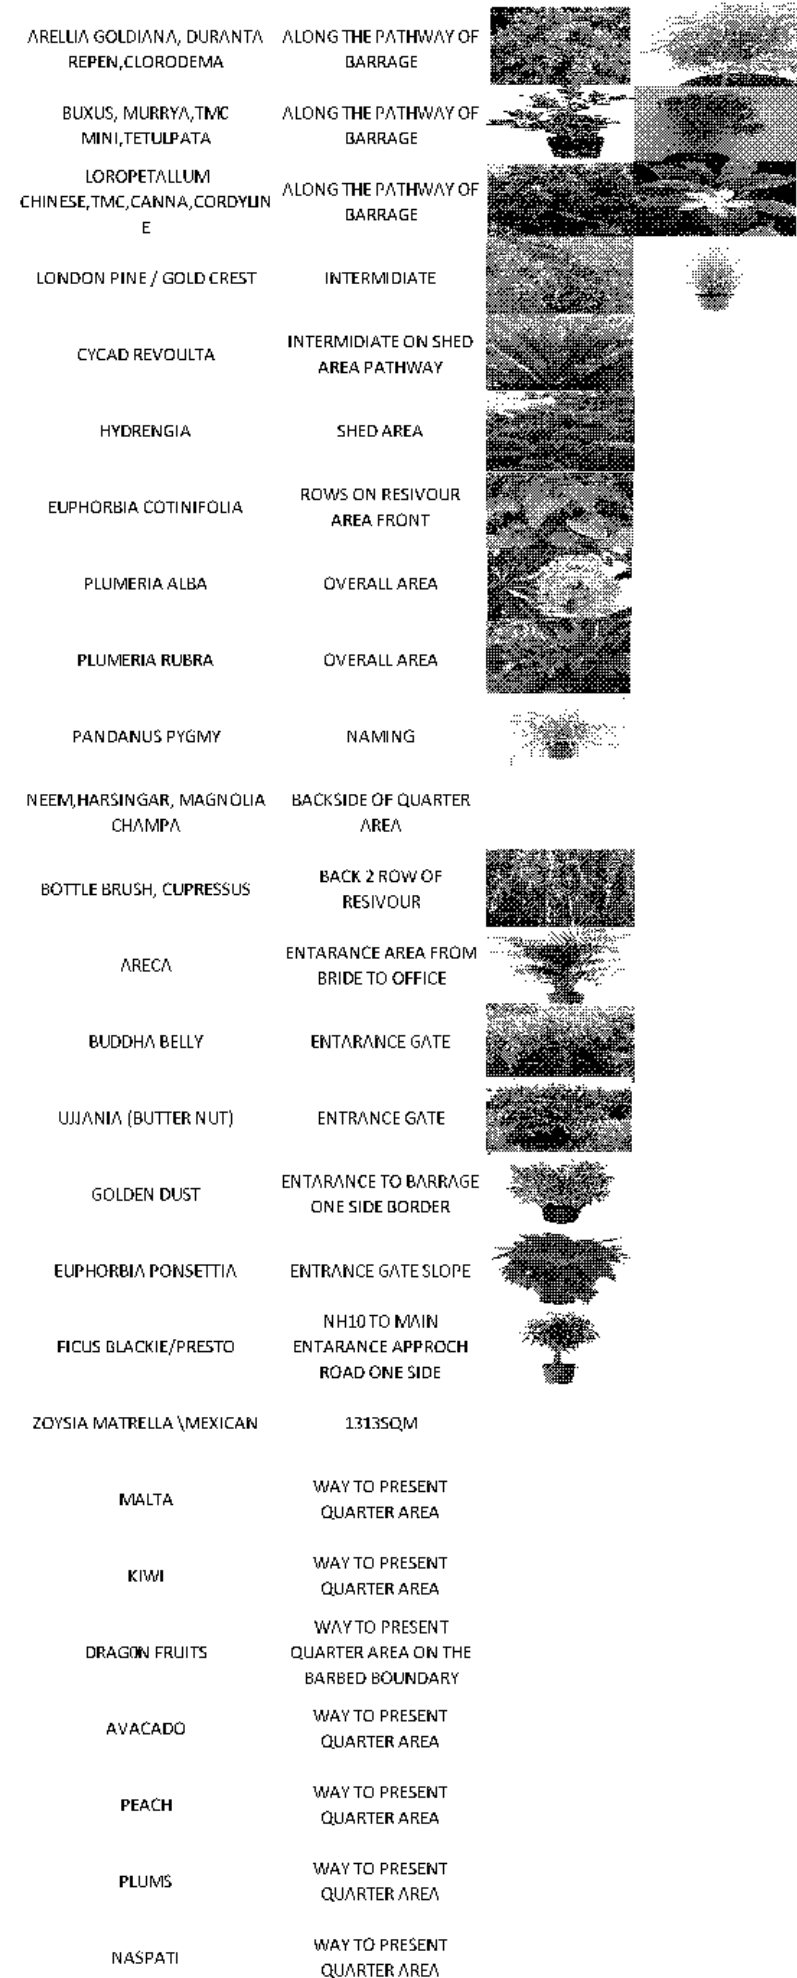 ARELLIA GOLDIANA, DURANTA
REPEN,CLORODEMA
ALONG THE PATHWAY OF
BARRAGE
BUXUS, MURRYA,TMC
MINI,TETULPATA
ALONG THE PATHWAY OF
BARRAGE
LOROPETALLUM
CHINESE,TMC,CANNA,CORDYLIN
E
ALONG THE PATHWAY OF
BARRAGE
LONDON PINE / GOLD CREST
INTERMIDIATE
CYCAD REVOULTA
INTERMIDIATE ON SHED
AREA PATHWAY
HYDRENGIA
SHED AREA
EUPHORBIA COTINIFOLIA
ROWS ON RESIVOUR
AREA FRONT
PLUMERIA ALBA
OVERALL AREA
PLUMERIA RUBRA
OVERALL AREA
PANDANUS PYGMY
NAMING
NEEM,HARSINGAR, MAGNOLIA
CHAMPA
BACKSIDE OF QUARTER
AREA
BOTTLE BRUSH, CUPRESSUS
BACK 2 ROW OF
RESIVOUR
ARECA
ENTARANCE AREA FROM
BRIDE TO OFFICE
BUDDHA BELLY
ENTARANCE GATE
UJJANIA (BUTTER NUT)
ENTRANCE GATE
GOLDEN DUST
ENTARANCE TO BARRAGE
ONE SIDE BORDER
EUPHORBIA PONSETTIA
ENTRANCE GATE SLOPE
FICUS BLACKIE/PRESTO
NH10 TO MAIN
ENTARANCE APPROCH
ROAD ONE SIDE
ZOYSIA MATRELLA \MEXICAN
1313SQM
MALTA
WAY TO PRESENT
QUARTER AREA
KIWI
WAY TO PRESENT
QUARTER AREA
DRAGON FRUITS
WAY TO PRESENT
QUARTER AREA ON THE
BARBED BOUNDARY
AVACADO
WAY TO PRESENT
QUARTER AREA
PEACH
WAY TO PRESENT
QUARTER AREA
PLUMS
WAY TO PRESENT
QUARTER AREA
NASPATI
WAY TO PRESENT
QUARTER AREA